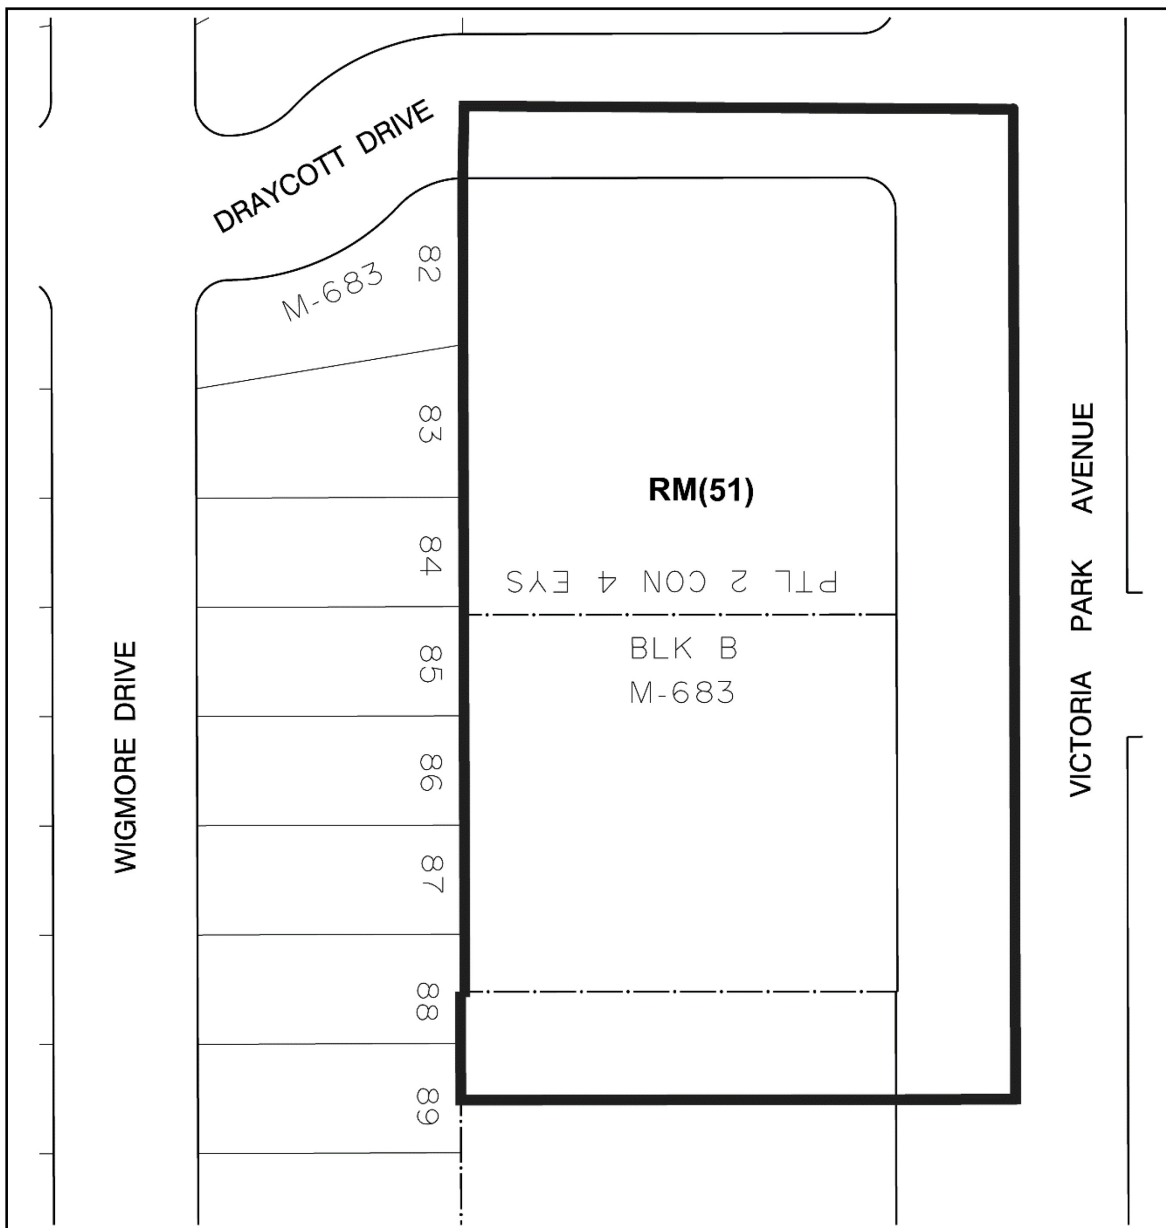 DRAYCOTT DRIVE
M-683
82
83
RM(51)
84
PTL 2 CON 4 EYS
BLK B
M-683
85
86
87
88
89
WIGMORE DRIVE
VICTORIA PARK AVENUE